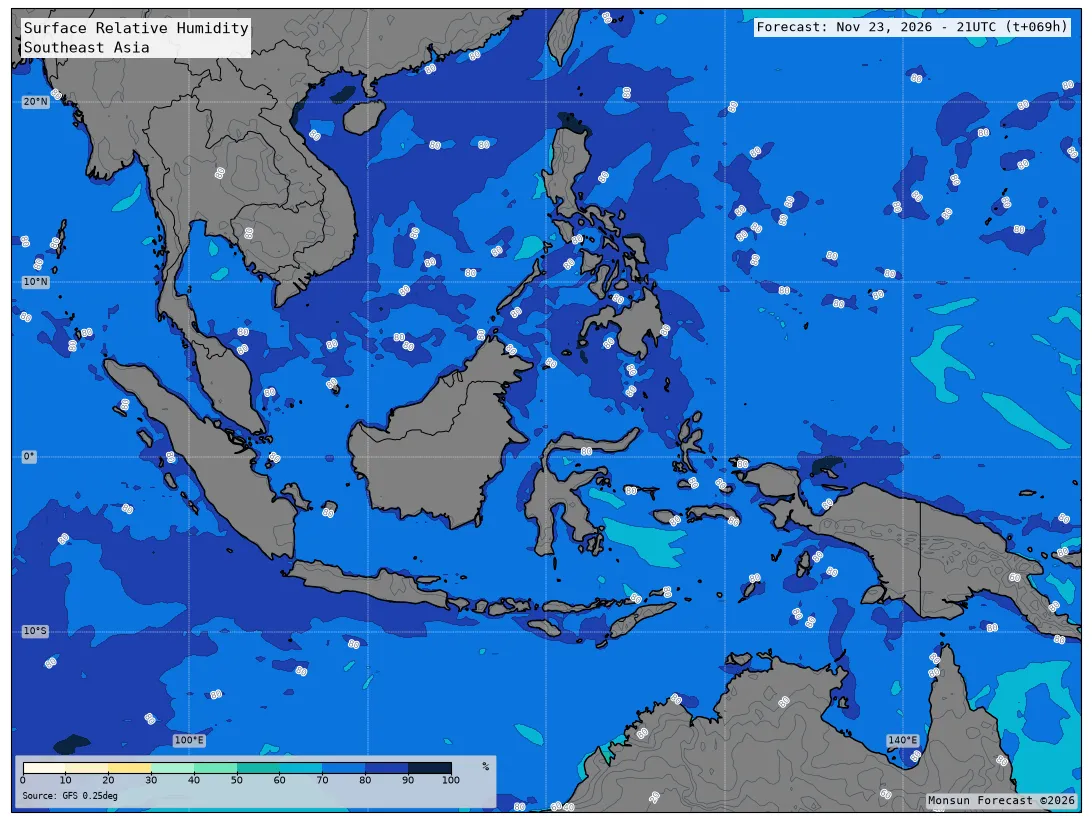 Surface Relative Humidity
Southeast Asia
Forecast: Nov 23, 2026 - 21UTC (t+069h)
20°N
10°N
0°
10°S
100°E
140°E
0 10 20 30 40 50 60 70 80 90 100 %
Source: GFS 0.25deg
Monsun Forecast ©2026